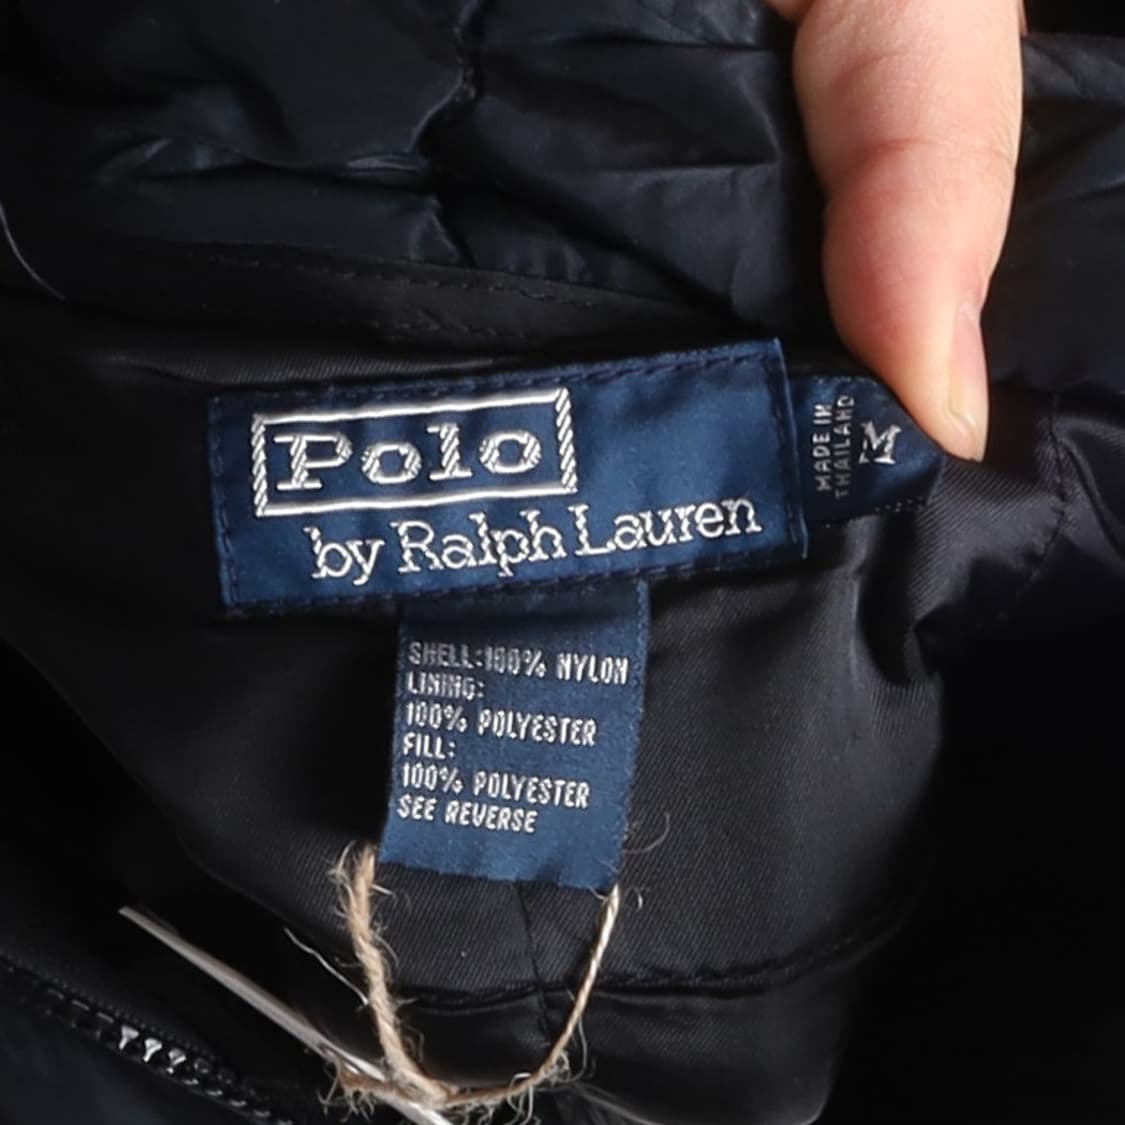 Polo
by Ralph Lauren
MADE IN
THAILAND
M
SHELL:100% NYLON
LINING:
100% POLYESTER
FILL:
100% POLYESTER
SEE REVERSE